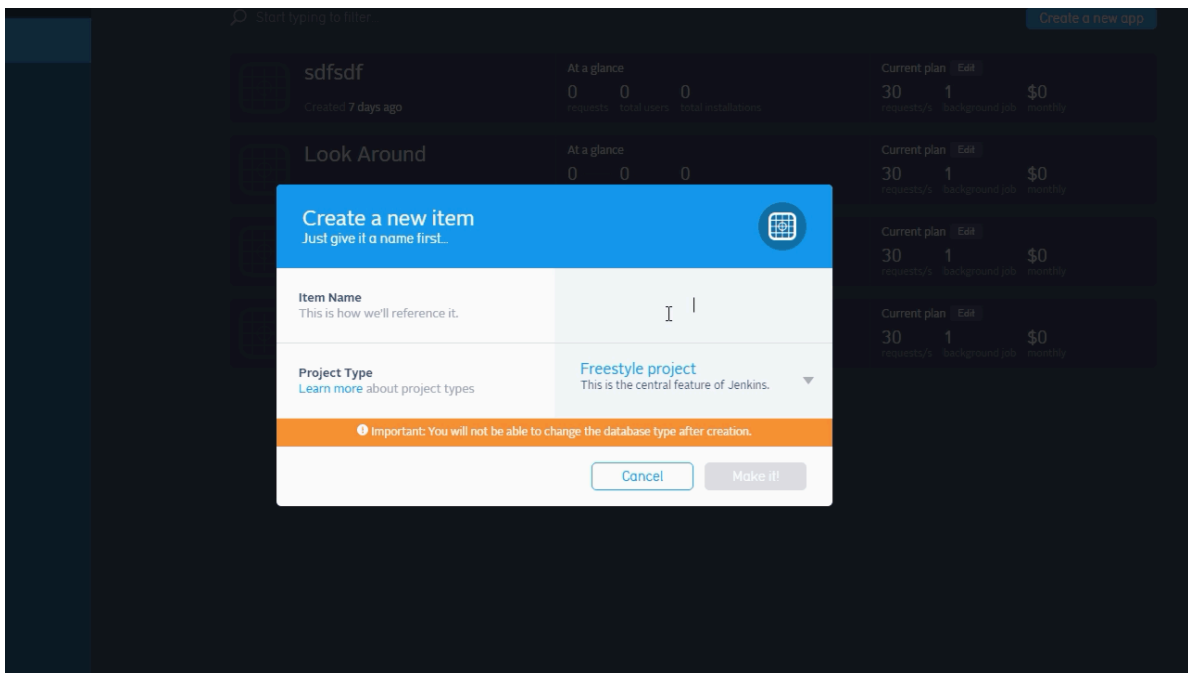 Start typing to filter...
Create a new app
sdfsdf
Created 7 days ago
At a glance
0 0 0
requests total users total installations
Current plan Edit
30 1 $0
requests/s background job monthly
Look Around
At a glance
0 0 0
Current plan Edit
30 1 $0
requests/s background job monthly
Create a new item
Just give it a name first...
Current plan Edit
30 1 $0
requests/s background job monthly
Item Name
This is how we'll reference it.
Current plan Edit
30 1 $0
requests/s background job monthly
Project Type
Learn more about project types
Freestyle project
This is the central feature of Jenkins.
Important: You will not be able to change the database type after creation.
Cancel
Make it!